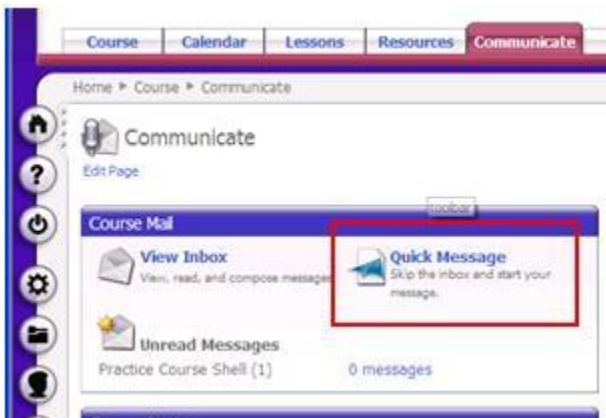 Course Calendar Lessons Resources Communicate
Home ▸ Course ▸ Communicate
Communicate
Edit Page
toolbar
Course Mail
View Inbox
View, read, and compose messages
Quick Message
Skip the inbox and start your
message.
Unread Messages
Practice Course Shell (1) 0 messages